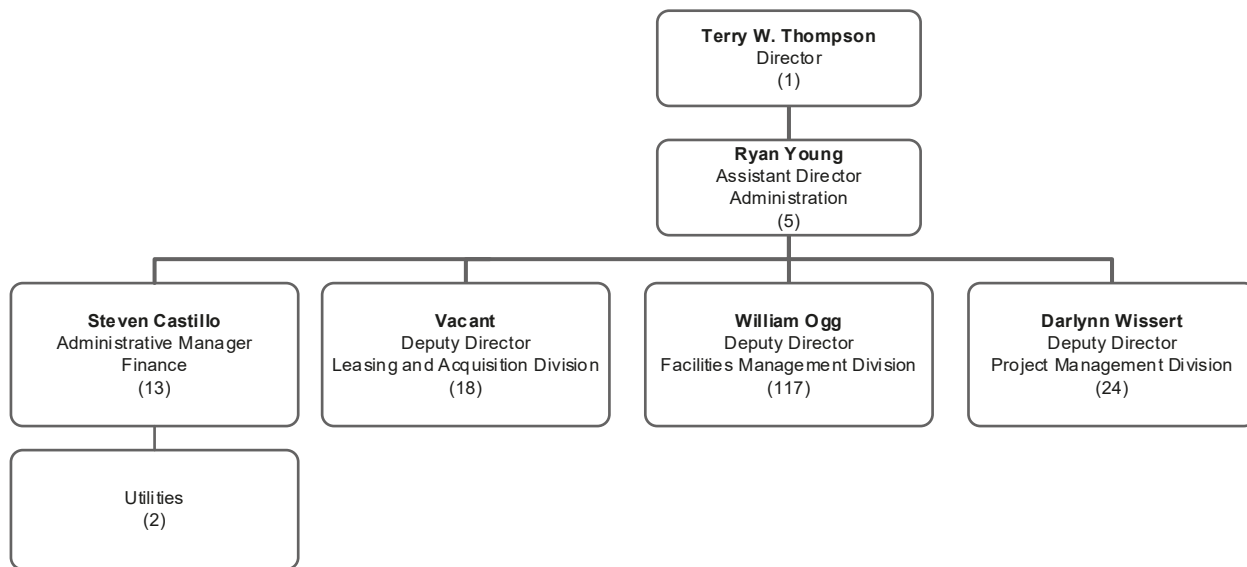 Terry W. Thompson
Director
(1)
Ryan Young
Assistant Director
Administration
(5)
Steven Castillo
Administrative Manager
Finance
(13)
Vacant
Deputy Director
Leasing and Acquisition Division
(18)
William Ogg
Deputy Director
Facilities Management Division
(117)
Darlynn Wissert
Deputy Director
Project Management Division
(24)
Utilities
(2)